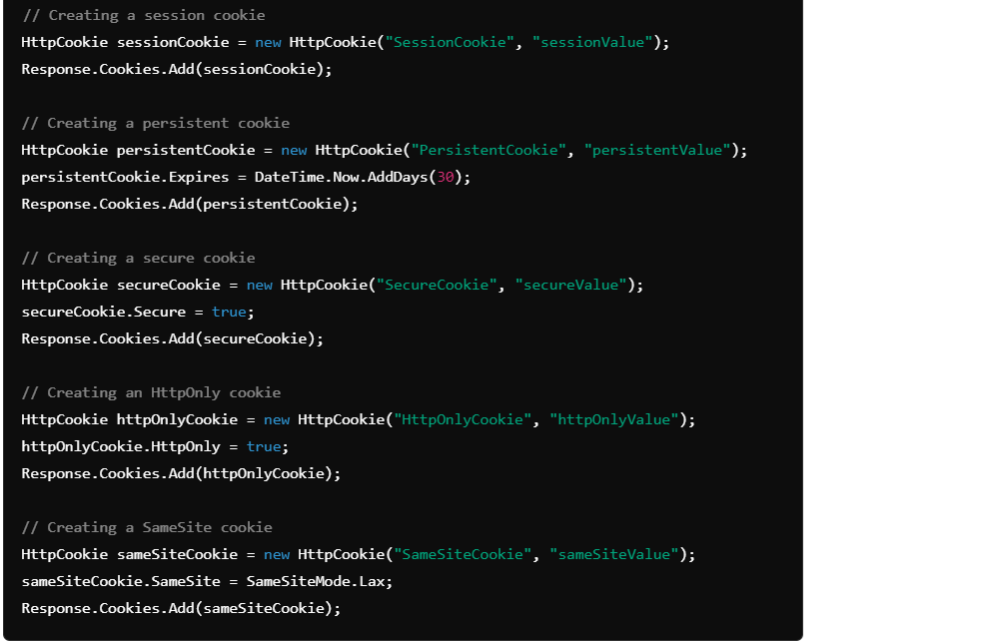 // Creating a session cookie
HttpCookie sessionCookie = new HttpCookie("SessionCookie", "sessionValue");
Response.Cookies.Add(sessionCookie);
// Creating a persistent cookie
HttpCookie persistentCookie = new HttpCookie("PersistentCookie", "persistentValue");
persistentCookie.Expires = DateTime.Now.AddDays(30);
Response.Cookies.Add(persistentCookie);
// Creating a secure cookie
HttpCookie secureCookie = new HttpCookie("SecureCookie", "secureValue");
secureCookie.Secure = true;
Response.Cookies.Add(secureCookie);
// Creating an HttpOnly cookie
HttpCookie httpOnlyCookie = new HttpCookie("HttpOnlyCookie", "httpOnlyValue");
httpOnlyCookie.HttpOnly = true;
Response.Cookies.Add(httpOnlyCookie);
// Creating a SameSite cookie
HttpCookie sameSiteCookie = new HttpCookie("SameSiteCookie", "sameSiteValue");
sameSiteCookie.SameSite = SameSiteMode.Lax;
Response.Cookies.Add(sameSiteCookie);